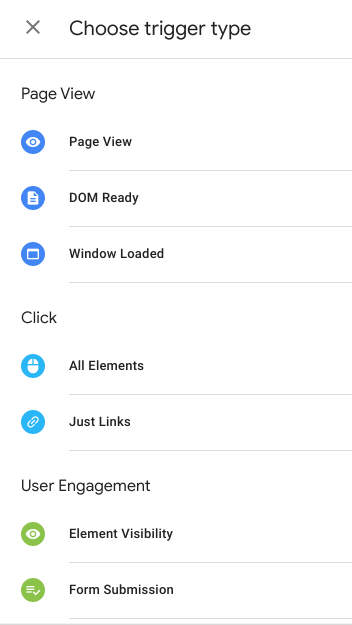 Choose trigger type
Page View
Page View
DOM Ready
Window Loaded
Click
All Elements
Just Links
User Engagement
Element Visibility
Form Submission